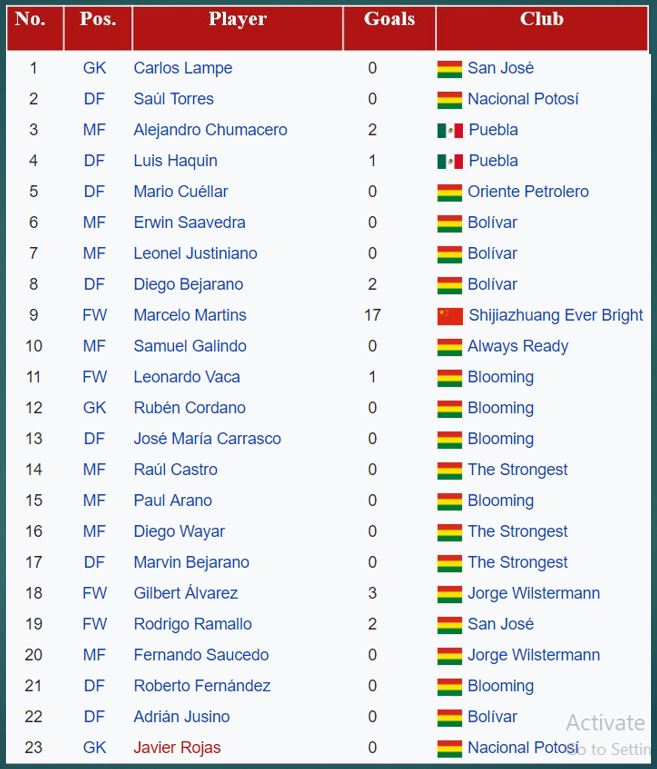 No. Pos. Player Goals Club
1 GK Carlos Lampe 0 San José
2 DF Saúl Torres 0 Nacional Potosí
3 MF Alejandro Chumacero 2 Puebla
4 DF Luis Haquin 1 Puebla
5 DF Mario Cuéllar 0 Oriente Petrolero
6 MF Erwin Saavedra 0 Bolívar
7 MF Leonel Justiniano 0 Bolívar
8 DF Diego Bejarano 2 Bolívar
9 FW Marcelo Martins 17 Shijiazhuang Ever Bright
10 MF Samuel Galindo 0 Always Ready
11 FW Leonardo Vaca 1 Blooming
12 GK Rubén Cordano 0 Blooming
13 DF José María Carrasco 0 Blooming
14 MF Raúl Castro 0 The Strongest
15 MF Paul Arano 0 Blooming
16 MF Diego Wayar 0 The Strongest
17 DF Marvin Bejarano 0 The Strongest
18 FW Gilbert Álvarez 3 Jorge Wilstermann
19 FW Rodrigo Ramallo 2 San José
20 MF Fernando Saucedo 0 Jorge Wilstermann
21 DF Roberto Fernández 0 Blooming
22 DF Adrián Jusino 0 Bolívar
23 GK Javier Rojas 0 Nacional Potosí
Activate
Go to Settin